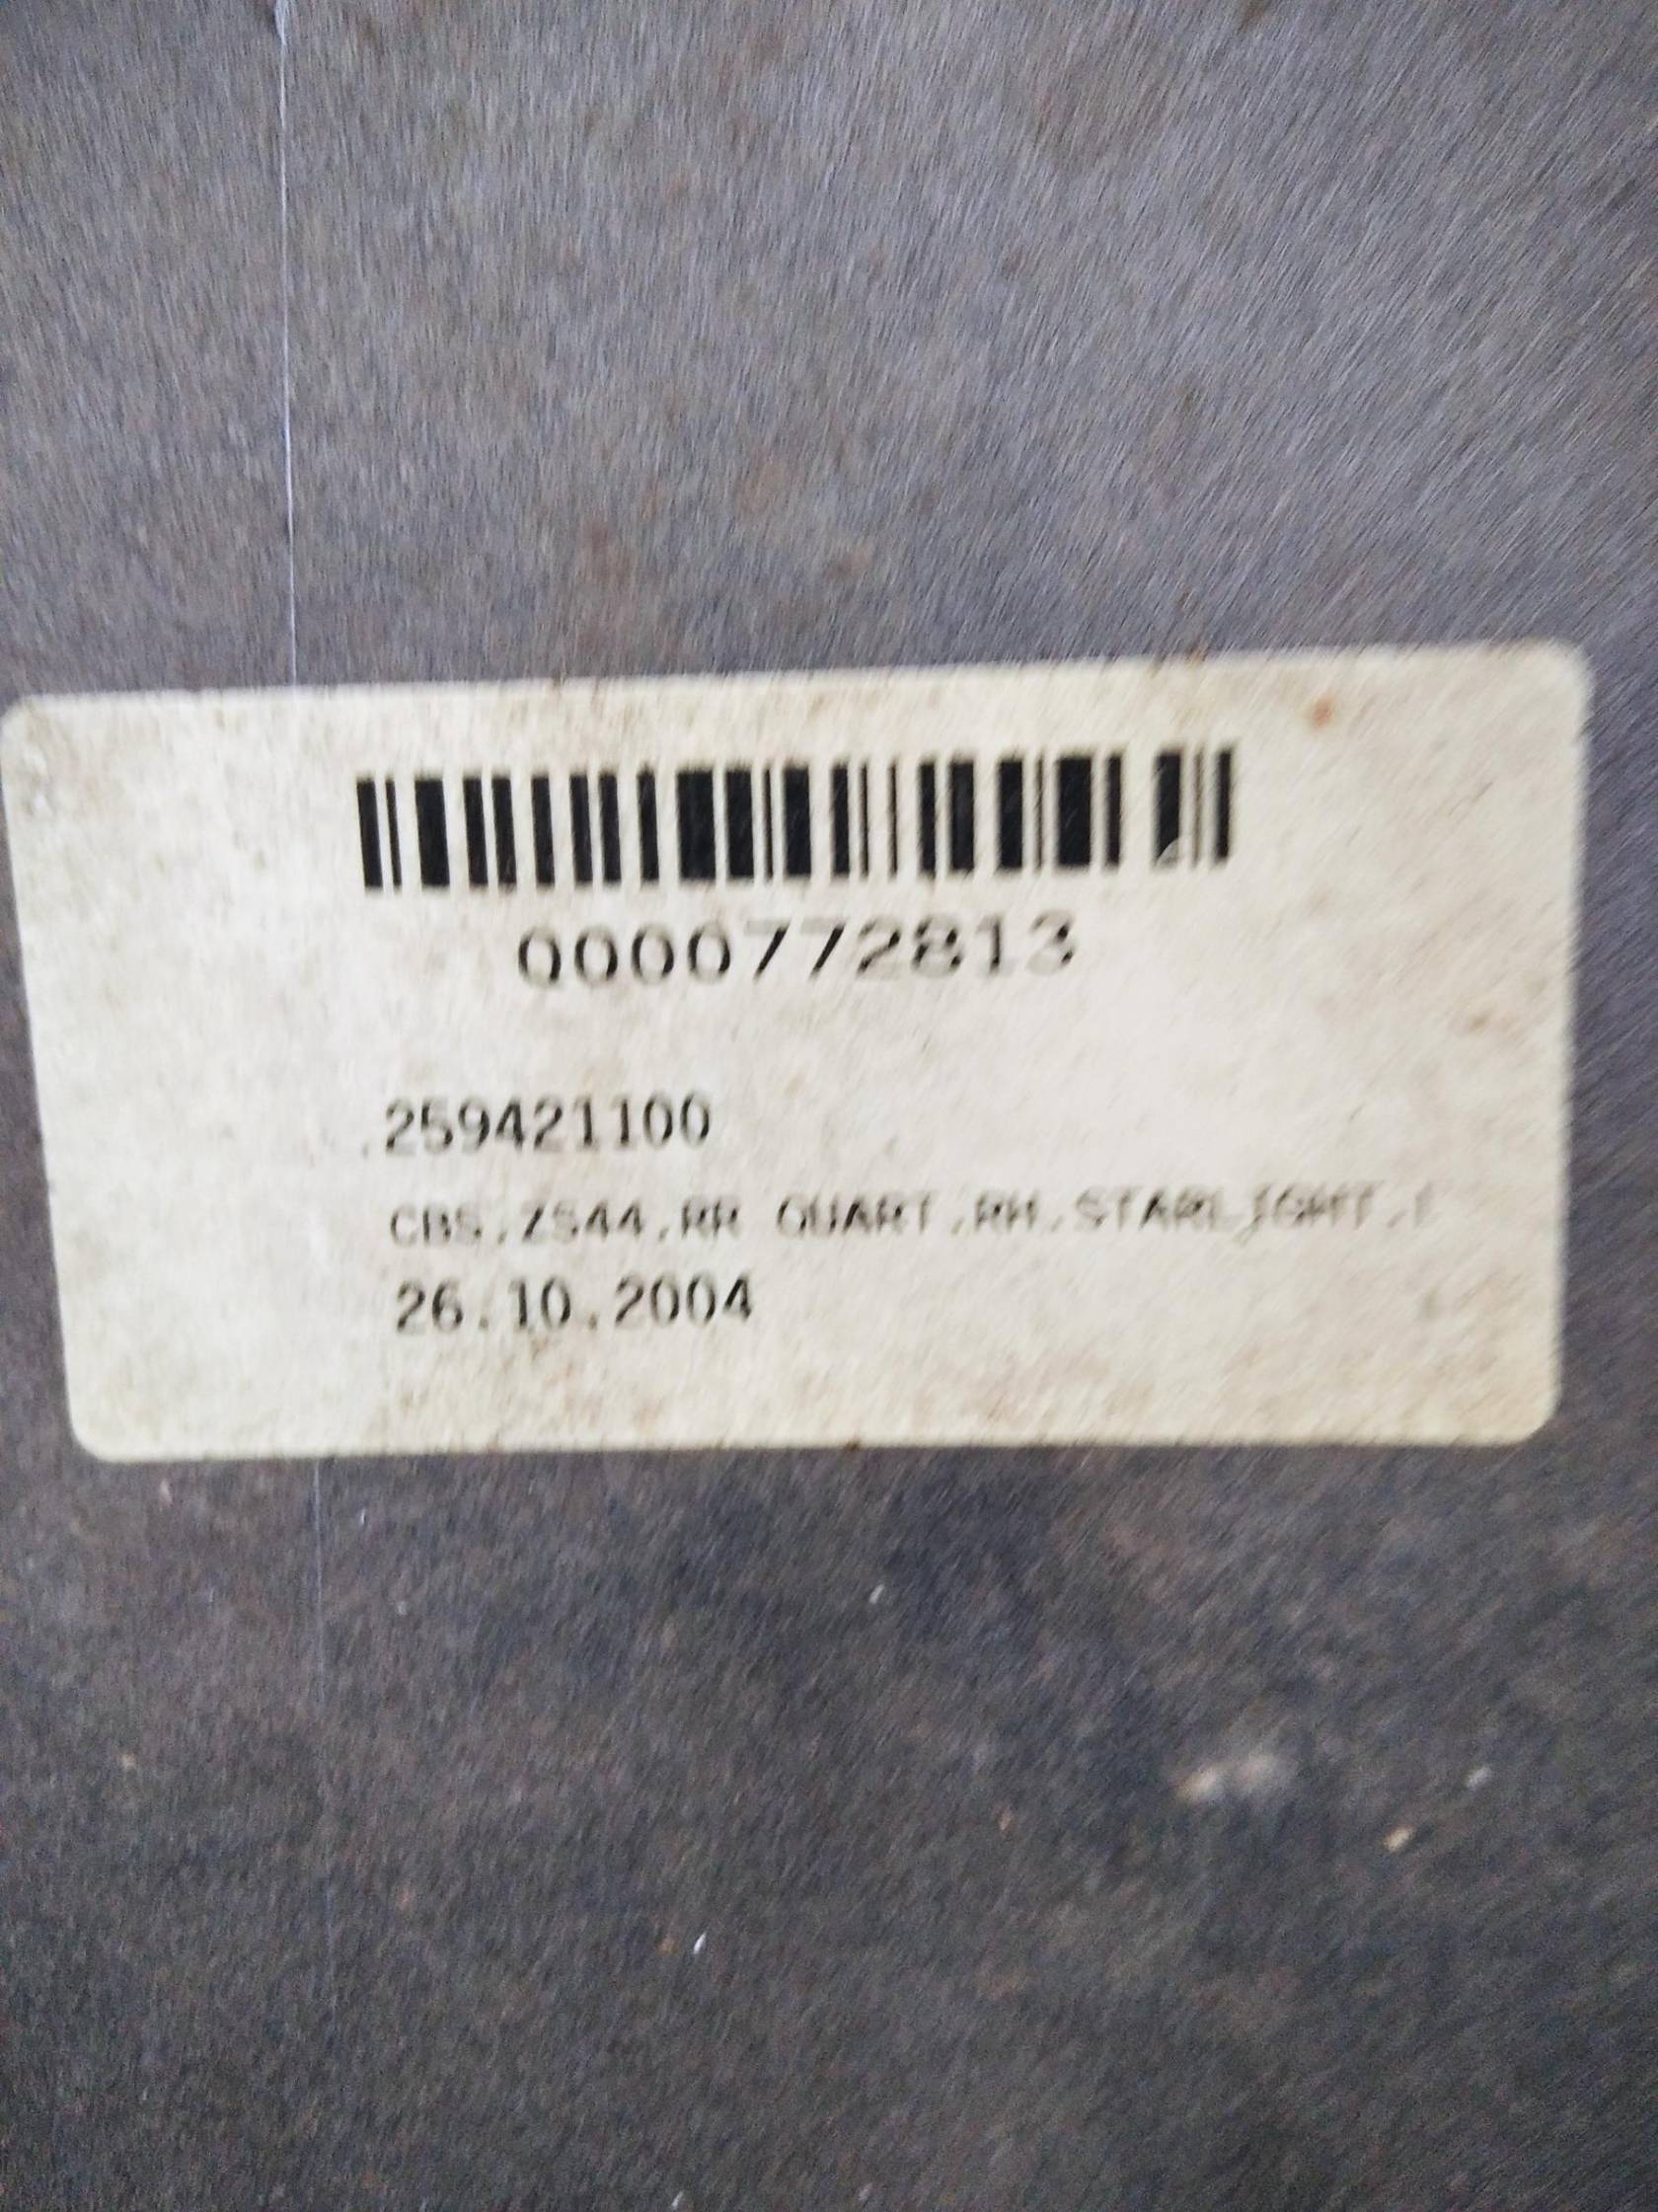 0000772813
.259421100
CBS,ZS44,RR QUART,RH,STARLIGHT,
26.10.2004